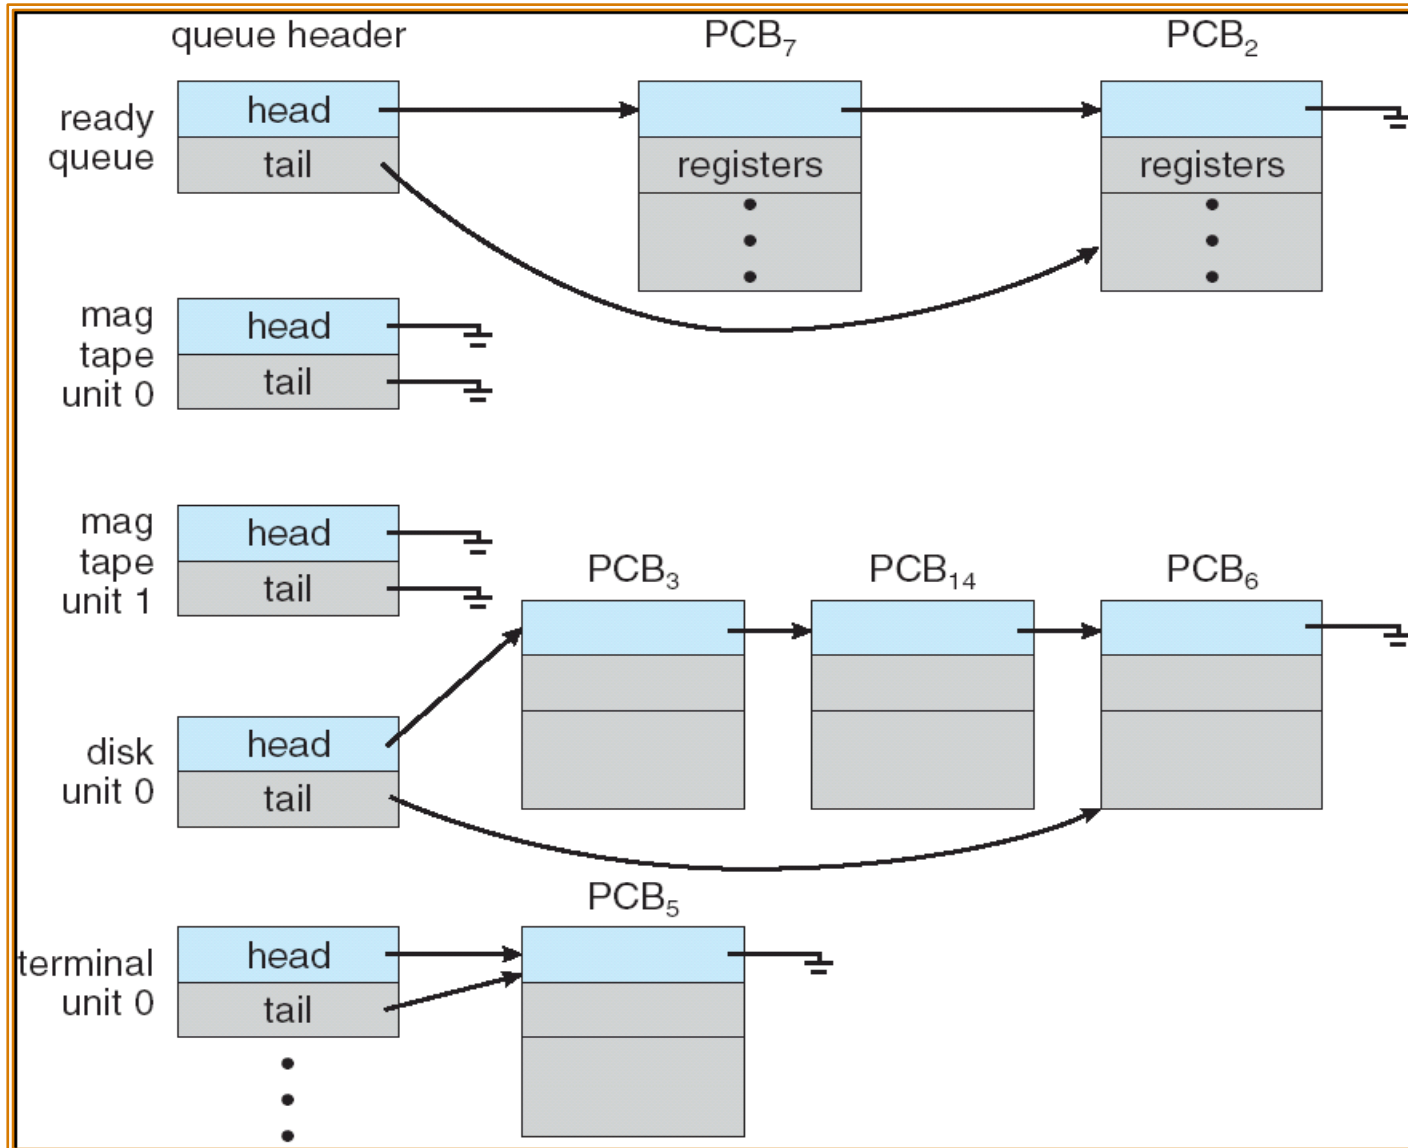 queue header
PCB₇
PCB₂
ready
queue
head
tail
registers
registers
mag
tape
unit 0
head
tail
mag
tape
unit 1
head
tail
PCB₃
PCB₁₄
PCB₆
disk
unit 0
head
tail
PCB₅
terminal
unit 0
head
tail